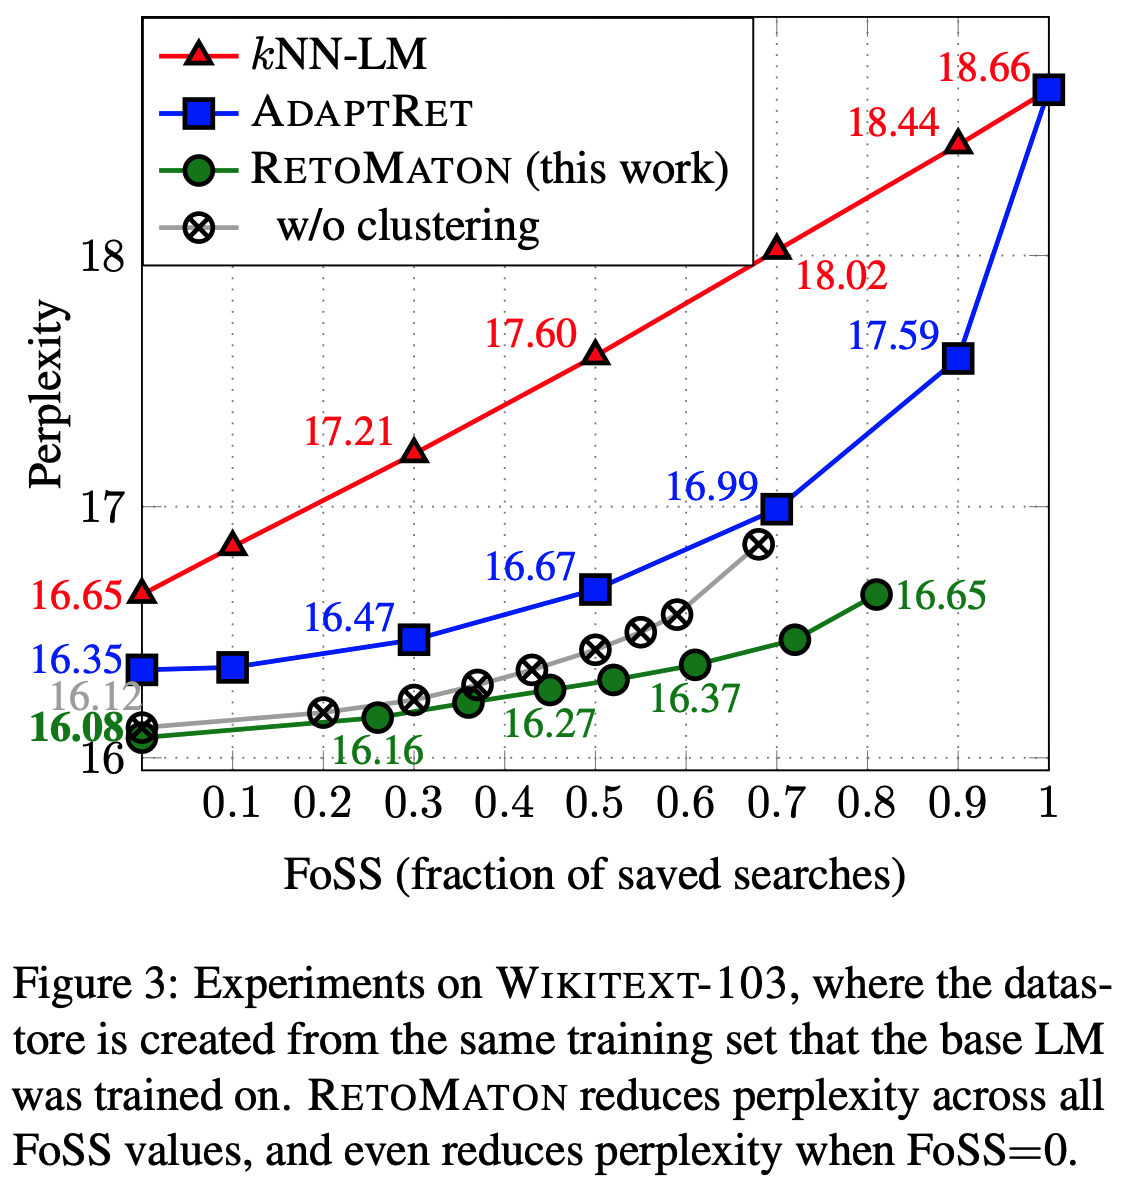 kNN-LM
ADAPTRET
RETOMATON (this work)
w/o clustering
18.66
18.44
18.02
17.60
17.59
17.21
16.99
16.67
16.47
16.65
16.35
16.12
16.08
16.65
16.37
16.27
16.16
18
17
16
Perplexity
0.1 0.2 0.3 0.4 0.5 0.6 0.7 0.8 0.9 1
FoSS (fraction of saved searches)
Figure 3: Experiments on WIKITEXT-103, where the datas-
tore is created from the same training set that the base LM
was trained on. RETOMATON reduces perplexity across all
FoSS values, and even reduces perplexity when FoSS=0.